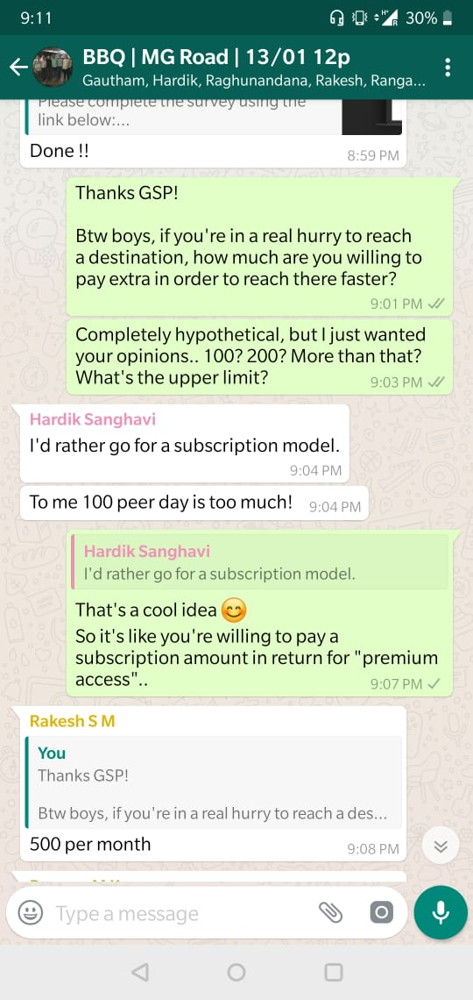 9:11
H+
R
30%
BBQ | MG Road | 13/01 12p
Gautham, Hardik, Raghunandana, Rakesh, Ranga...
Please complete the survey using the
link below:...
Done !!
8:59 PM
Thanks GSP!
Btw boys, if you're in a real hurry to reach
a destination, how much are you willing to
pay extra in order to reach there faster?
9:01 PM
Completely hypothetical, but I just wanted
your opinions.. 100? 200? More than that?
What's the upper limit?
9:03 PM
Hardik Sanghavi
I'd rather go for a subscription model.
9:04 PM
To me 100 peer day is too much!
9:04 PM
Hardik Sanghavi
I'd rather go for a subscription model.
That's a cool idea
So it's like you're willing to pay a
subscription amount in return for "premium
access"..
9:07 PM
Rakesh S M
You
Thanks GSP!
Btw boys, if you're in a real hurry to reach a des...
500 per month
9:08 PM
Type a message